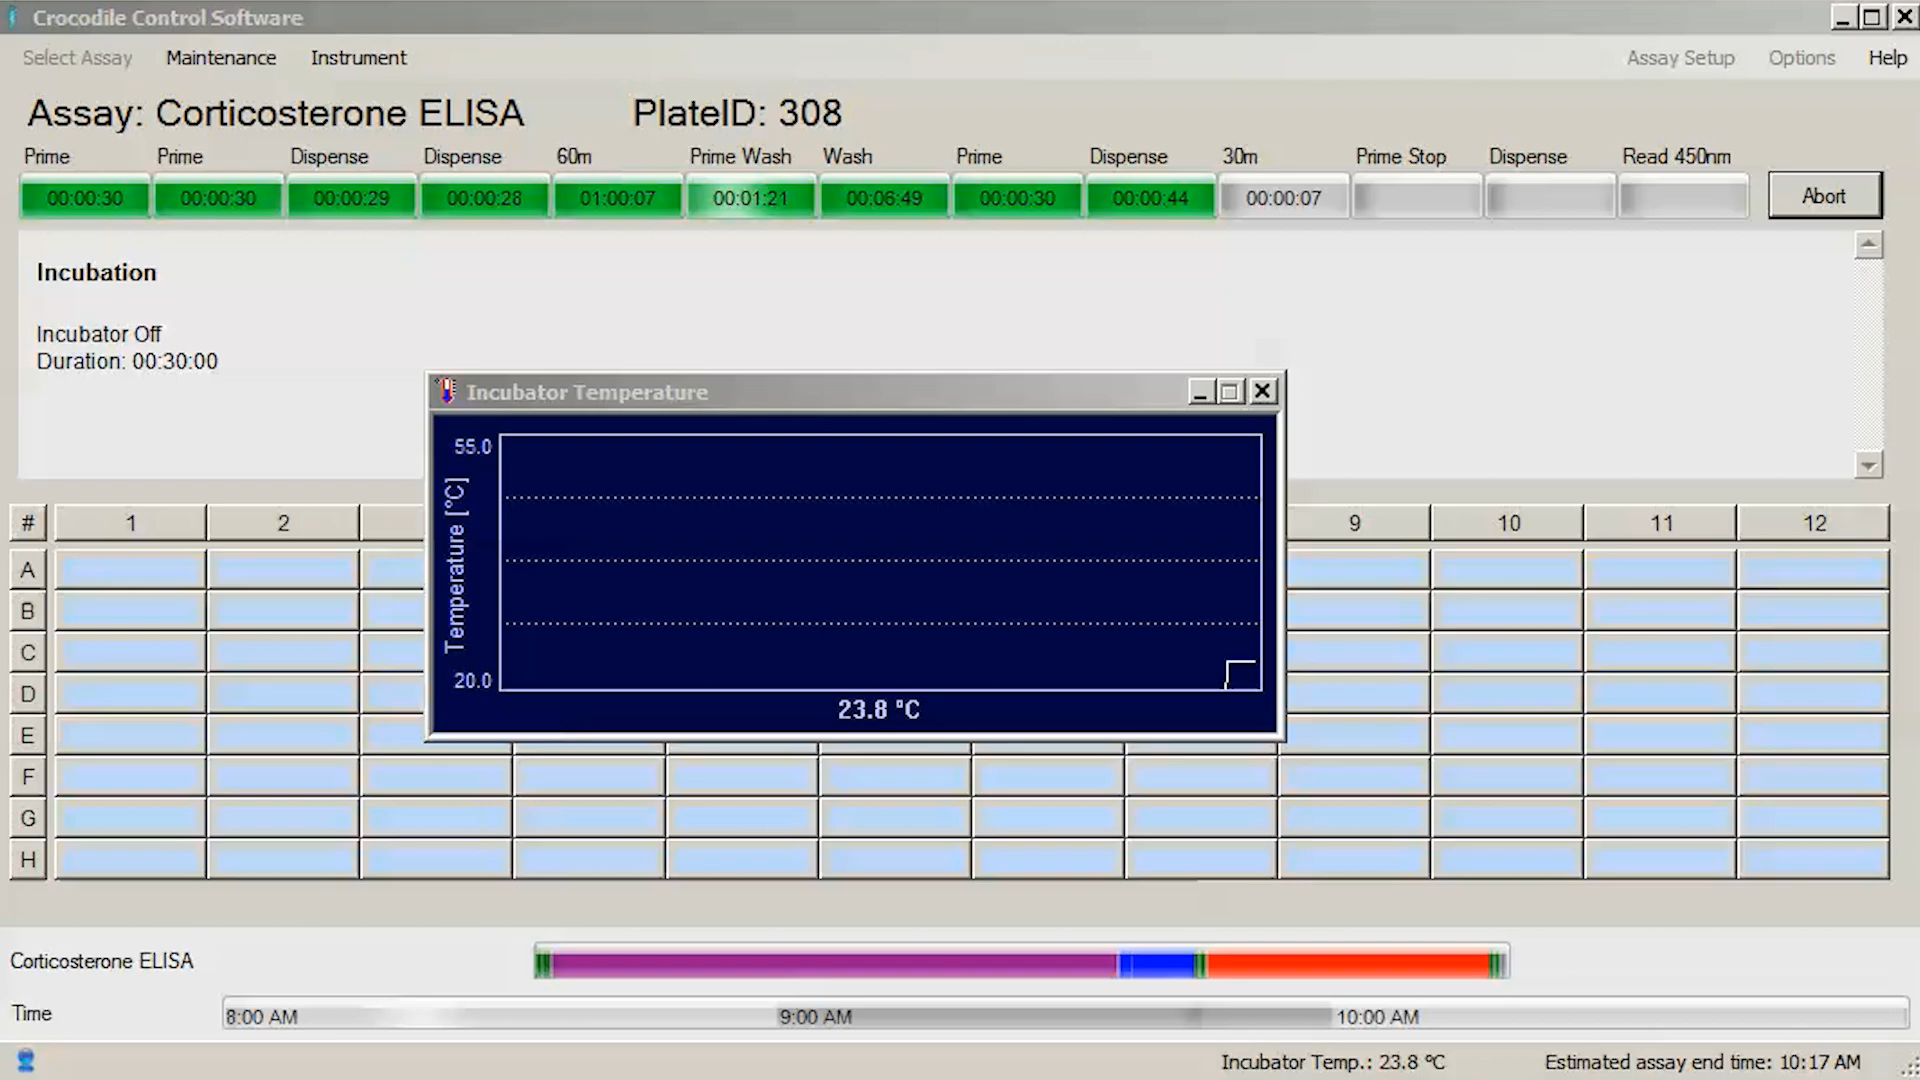 Crocodile Control Software
Select Assay Maintenance Instrument Assay Setup Options Help
Assay: Corticosterone ELISA PlateID: 308
Prime Prime Dispense Dispense 60m Prime Wash Wash Prime Dispense 30m Prime Stop Dispense Read 450nm
00:00:30 00:00:30 00:00:29 00:00:28 01:00:07 00:01:21 00:06:49 00:00:30 00:00:44 00:00:07 Abort
Incubation
Incubator Off
Duration: 00:30:00
Incubator Temperature
55.0
Temperature [°C]
20.0
23.8 °C
# 1 2 9 10 11 12
A
B
C
D
E
F
G
H
Corticosterone ELISA
Time 8:00 AM 9:00 AM 10:00 AM
Incubator Temp.: 23.8 °C Estimated assay end time: 10:17 AM